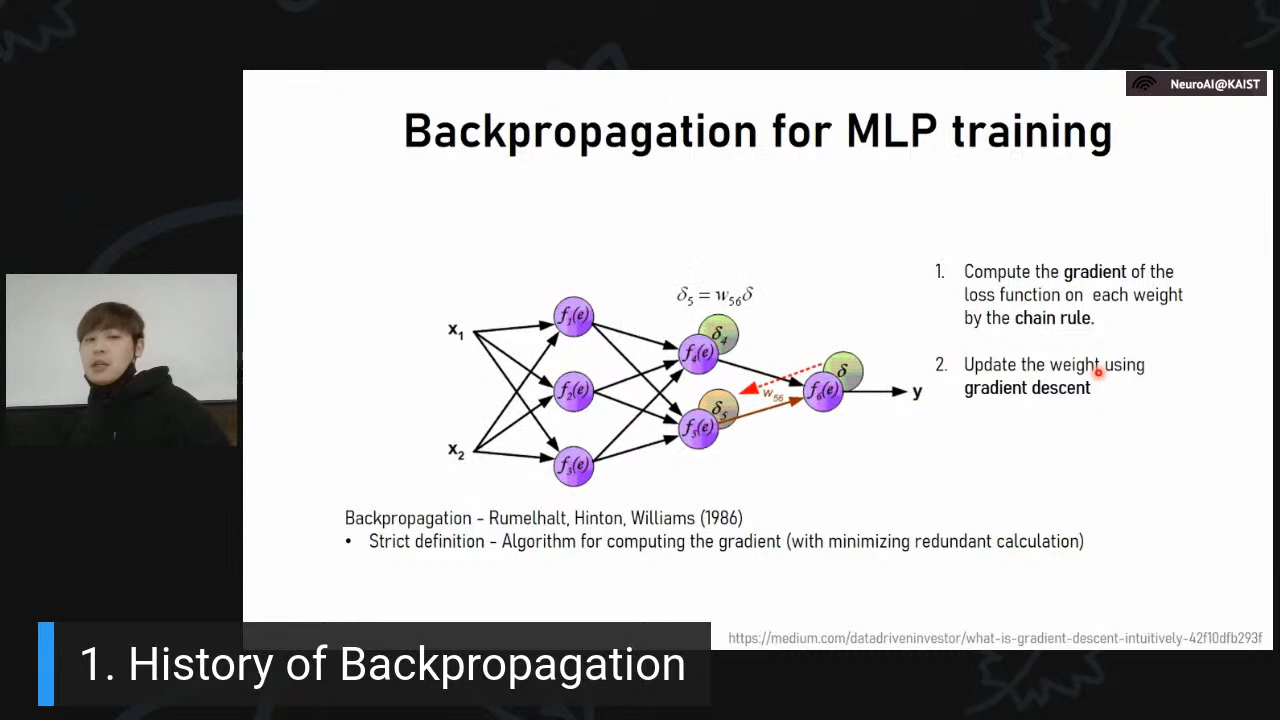 NeuroAI@KAIST
Backpropagation for MLP training
1. Compute the gradient of the
loss function on each weight
by the chain rule.
2. Update the weight using
gradient descent
δ₅ = w₅₆δ
x₁
x₂
f₁(e)
f₂(e)
f₃(e)
f₄(e)
δ₄
f₅(e)
δ₅
w₅₆
f₆(e)
δ
y
Backpropagation - Rumelhalt, Hinton, Williams (1986)
• Strict definition - Algorithm for computing the gradient (with minimizing redundant calculation)
https://medium.com/datadriveninvestor/what-is-gradient-descent-intuitively-42f10dfb293f
1. History of Backpropagation